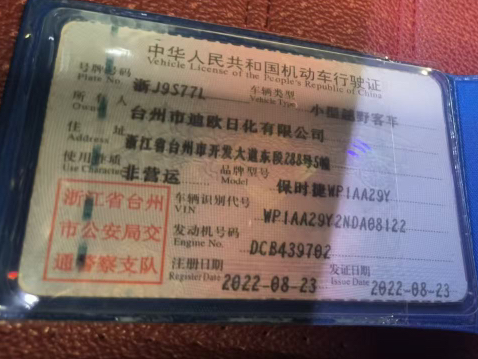 中华人民共和国机动车行驶证
Vehicle License of the People's Republic of China
号牌号码 浙J9S77L 车辆类型 小型越野客车
Plate No. Vehicle Type
所有人 台州市迪欧日化有限公司
Owner
住址 浙江省台州市开发大道东段288号5幢
Address
使用性质 非营运 品牌型号 保时捷WP1AA29Y
Use Character Model
浙江省台州
市公安局交
通警察支队
车辆识别代号 WP1AA29Y2NDA08122
VIN
发动机号码 DCB439702
Engine No.
注册日期 2022-08-23 发证日期 2022-08-23
Register Date Issue Date